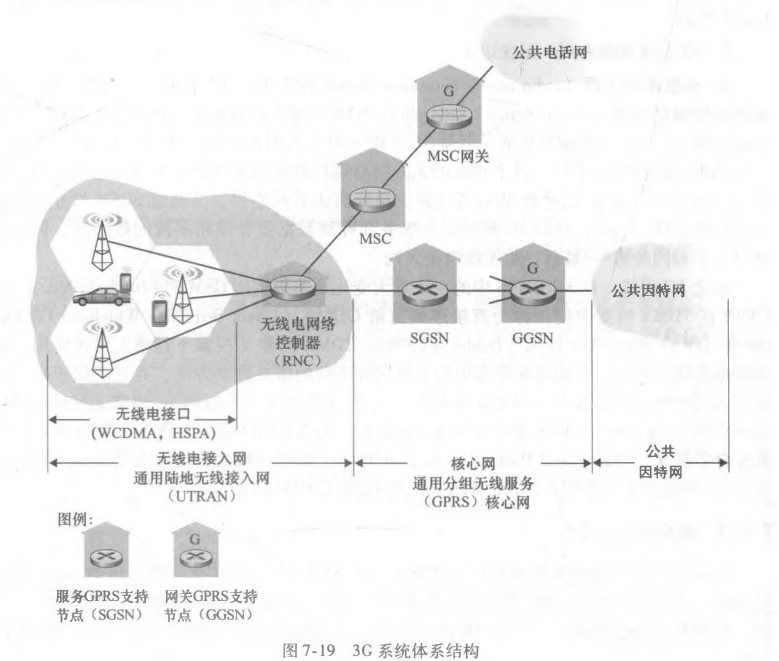 公共电话网
G
MSC网关
MSC
无线电网络
控制器
(RNC)
SGSN
G
GGSN
公共因特网
无线电接口
(WCDMA，HSPA)
无线电接入网
通用陆地无线接入网
(UTRAN)
核心网
通用分组无线服务
(GPRS) 核心网
公共
因特网
图例:
服务GPRS支持
节点（SGSN）
G
网关GPRS支持
节点（GGSN）
图 7-19 3G 系统体系结构